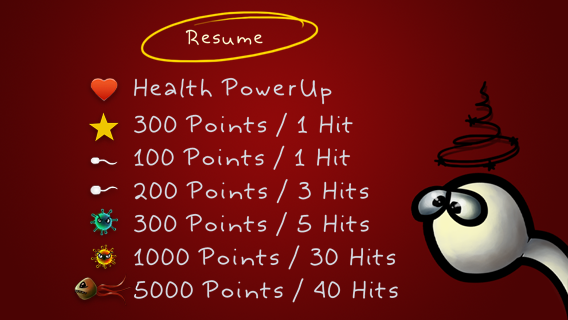 Resume
Health PowerUp
300 Points / 1 Hit
100 Points / 1 Hit
200 Points / 3 Hits
300 Points / 5 Hits
1000 Points / 30 Hits
5000 Points / 40 Hits